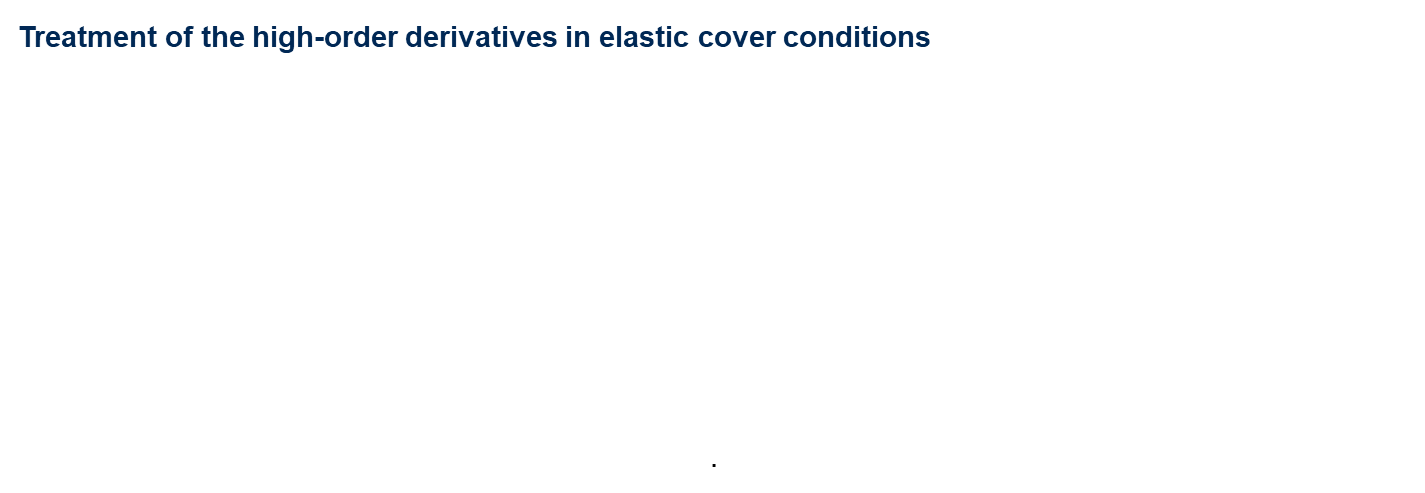 Treatment of the high-order derivatives in elastic cover conditions
.